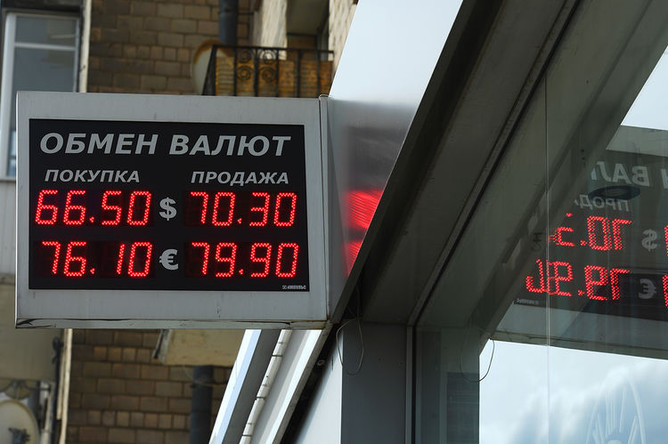 ОБМЕН ВАЛЮТ
ПОКУПКА ПРОДАЖА
66.50 $ 70.30
76.10 € 79.90